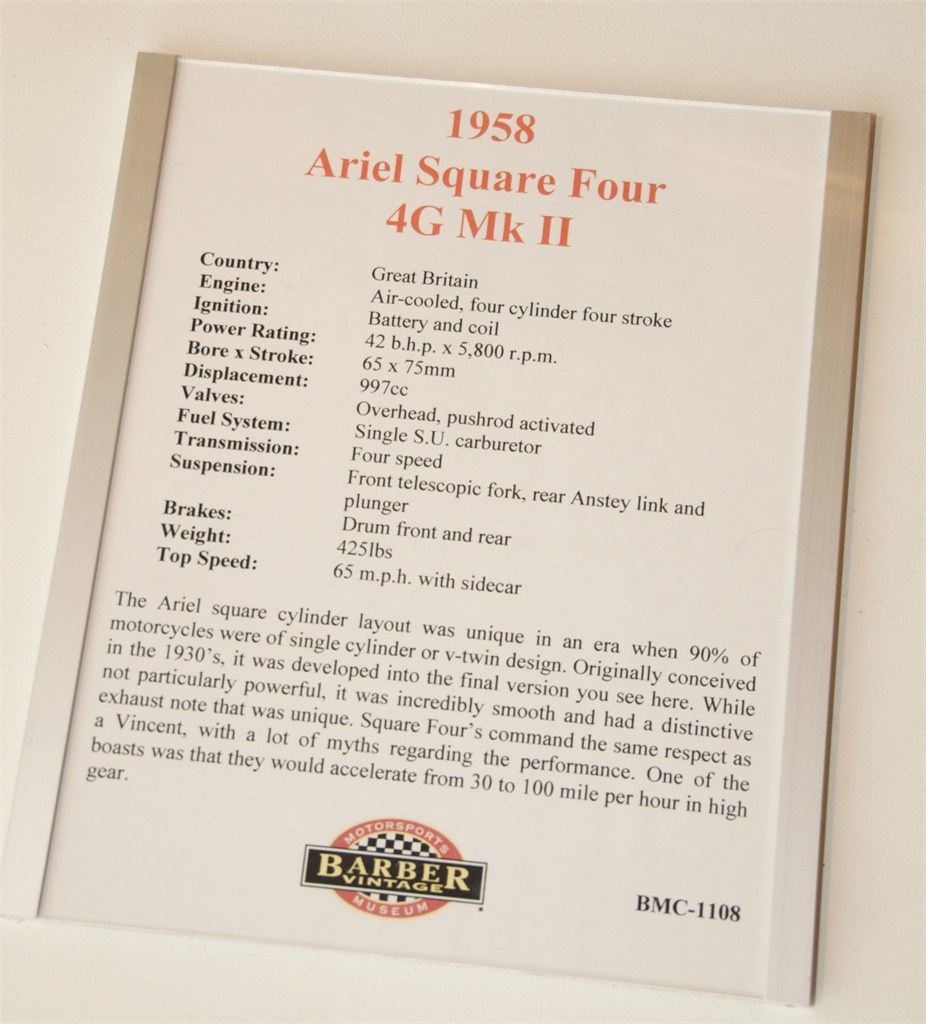 1958
Ariel Square Four
4G Mk II
Country: Great Britain
Engine: Air-cooled, four cylinder four stroke
Ignition: Battery and coil
Power Rating: 42 b.h.p. x 5,800 r.p.m.
Bore x Stroke: 65 x 75mm
Displacement: 997cc
Valves: Overhead, pushrod activated
Fuel System: Single S.U. carburetor
Transmission: Four speed
Suspension: Front telescopic fork, rear Anstey link and
plunger
Brakes: Drum front and rear
Weight: 425lbs
Top Speed: 65 m.p.h. with sidecar
The Ariel square cylinder layout was unique in an era when 90% of
motorcycles were of single cylinder or v-twin design. Originally conceived
in the 1930's, it was developed into the final version you see here. While
not particularly powerful, it was incredibly smooth and had a distinctive
exhaust note that was unique. Square Four's command the same respect as
a Vincent, with a lot of myths regarding the performance. One of the
boasts was that they would accelerate from 30 to 100 mile per hour in high
gear.
MOTORSPORTS
BARBER
VINTAGE
MUSEUM
BMC-1108